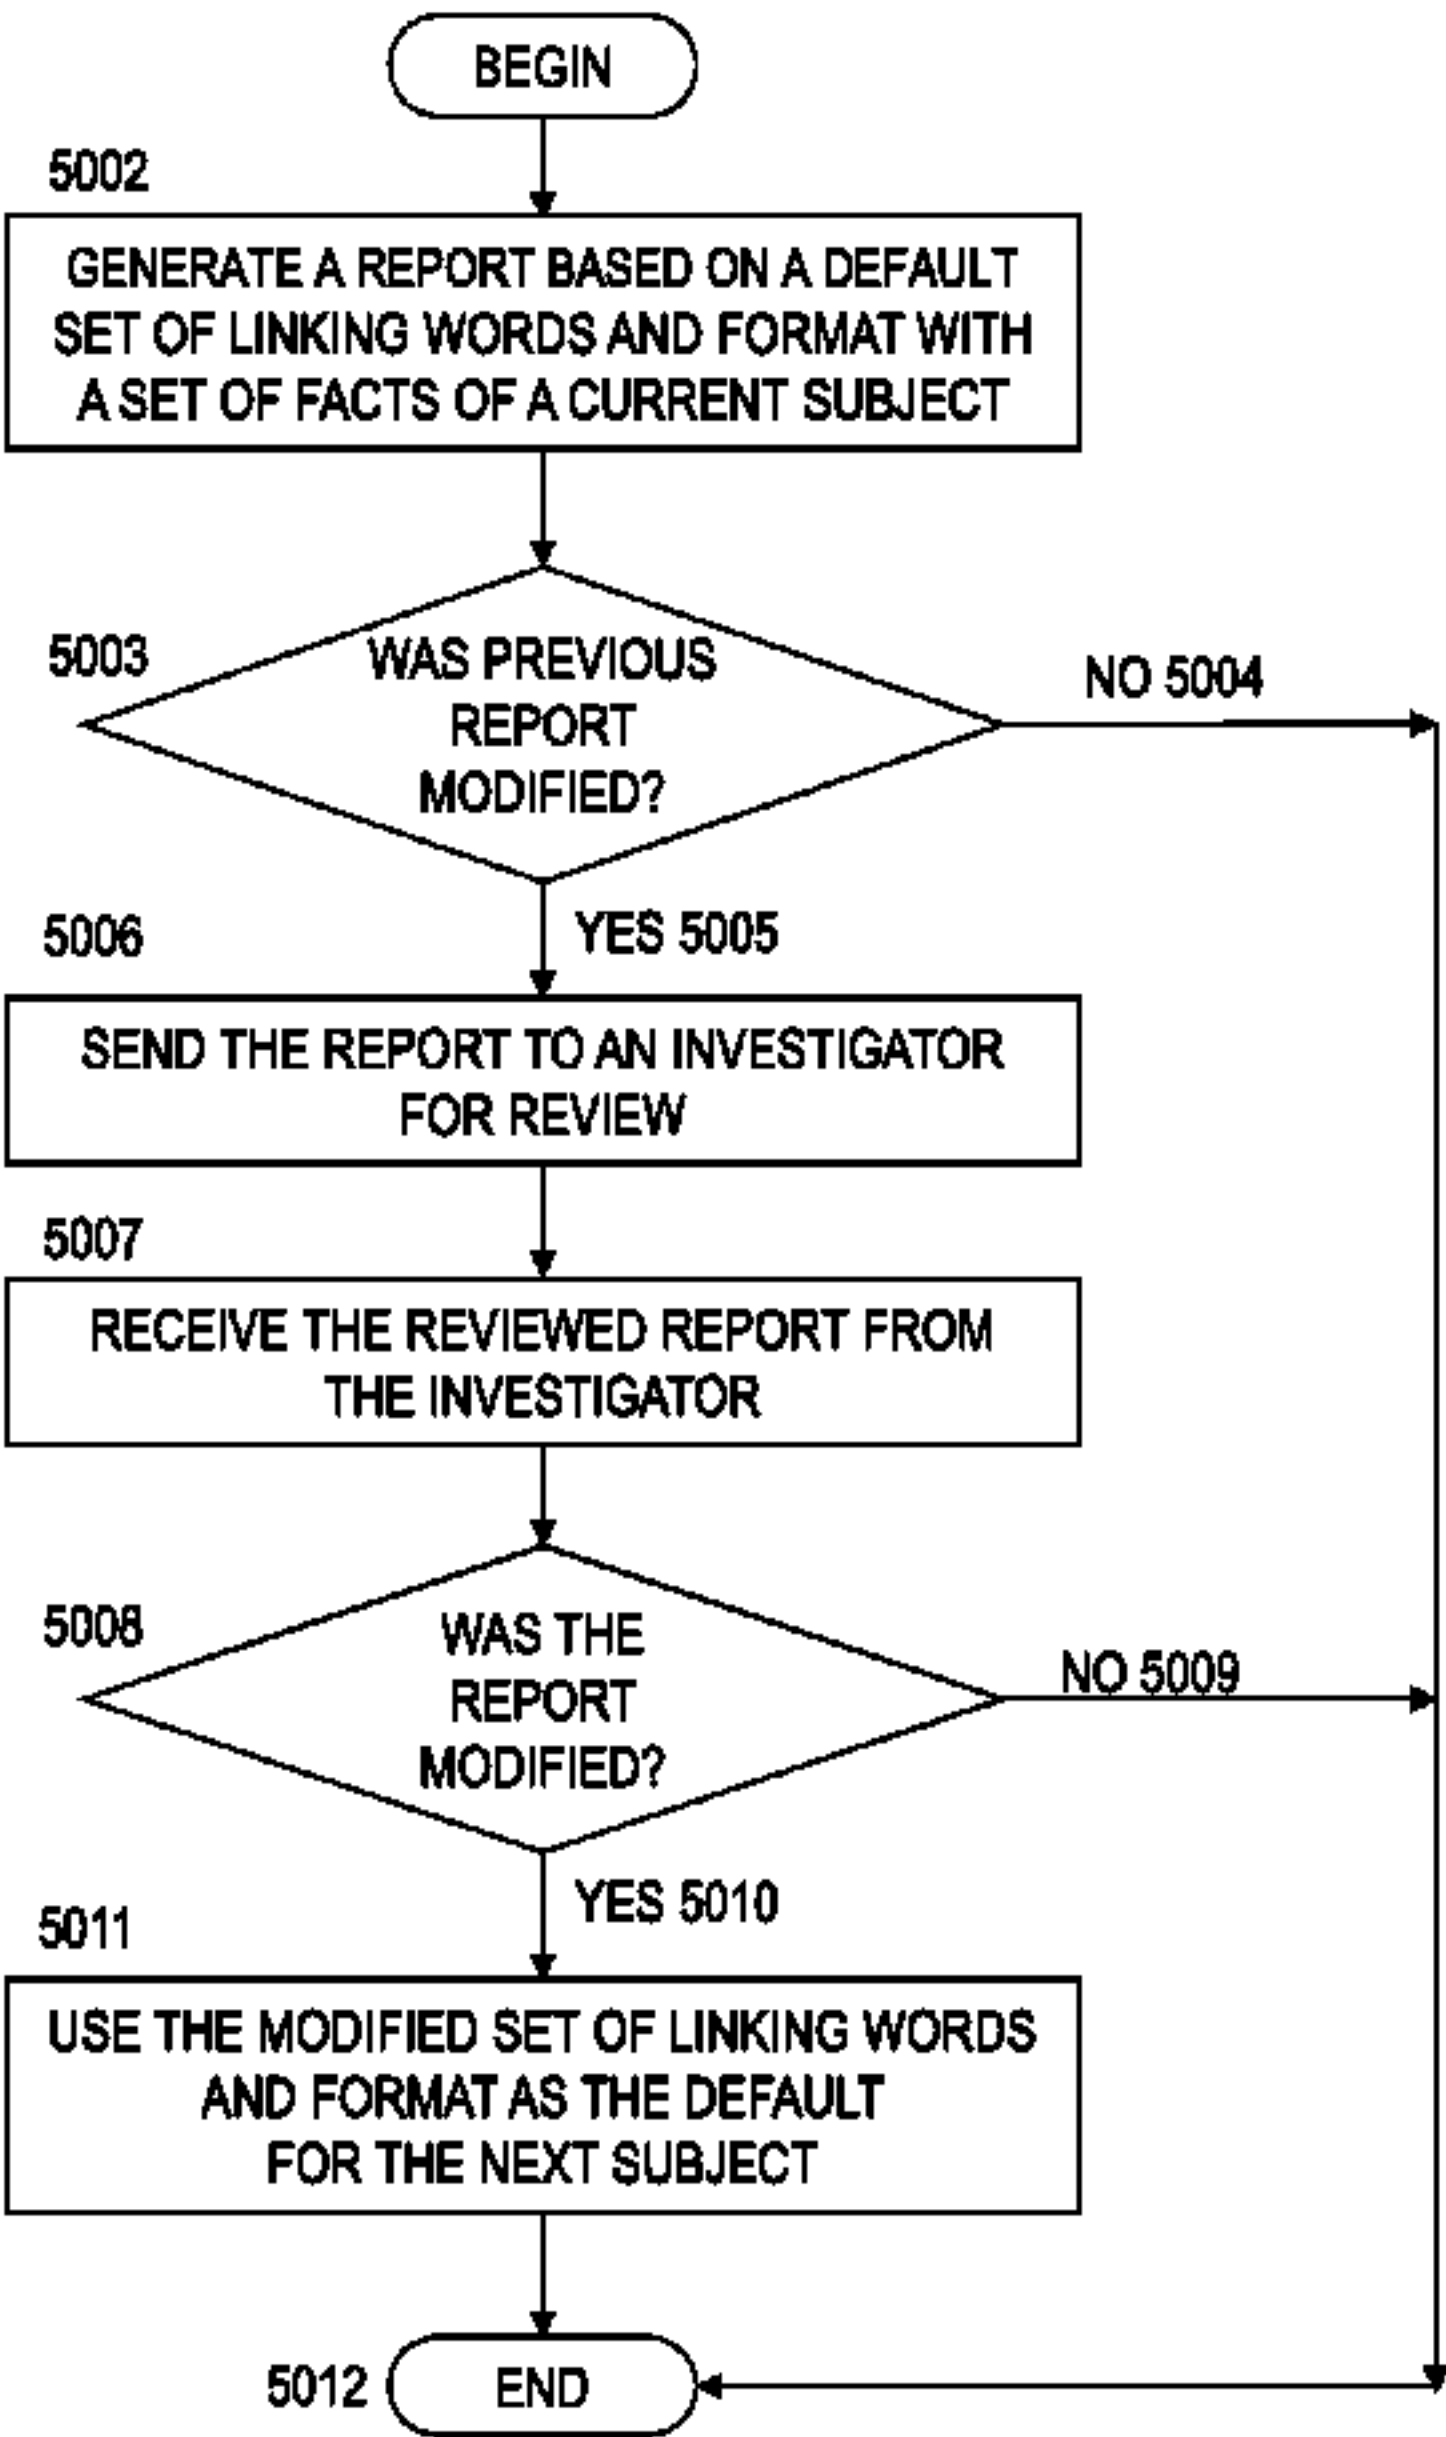 BEGIN
5002
GENERATE A REPORT BASED ON A DEFAULT
SET OF LINKING WORDS AND FORMAT WITH
A SET OF FACTS OF A CURRENT SUBJECT
5003
WAS PREVIOUS
REPORT
MODIFIED?
NO 5004
YES 5005
5006
SEND THE REPORT TO AN INVESTIGATOR
FOR REVIEW
5007
RECEIVE THE REVIEWED REPORT FROM
THE INVESTIGATOR
5008
WAS THE
REPORT
MODIFIED?
NO 5009
YES 5010
5011
USE THE MODIFIED SET OF LINKING WORDS
AND FORMAT AS THE DEFAULT
FOR THE NEXT SUBJECT
5012
END